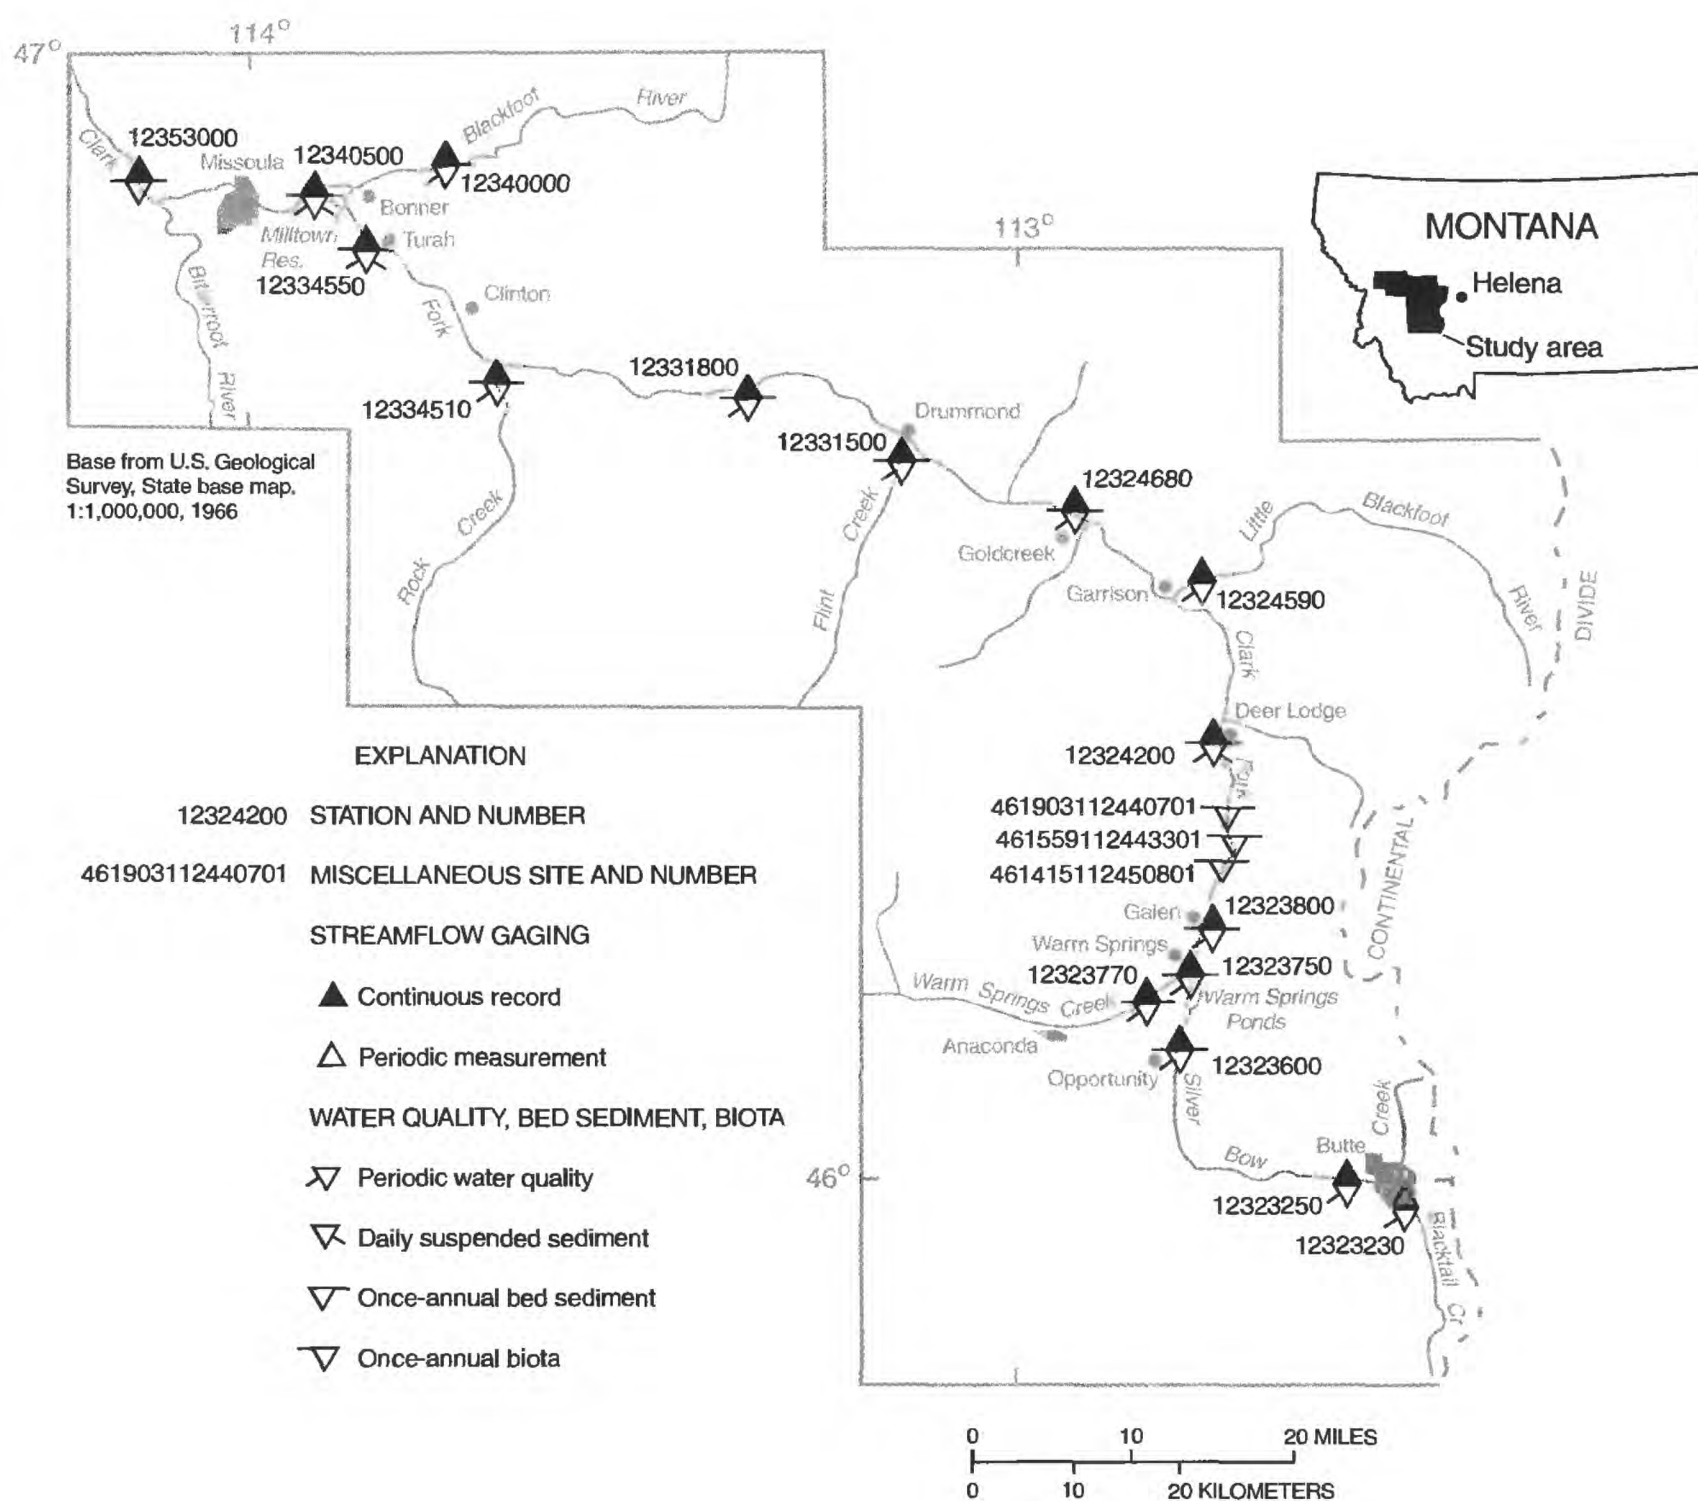 114°
47°
Clark
12353000
Missoula
12340500
Blackfoot
River
12340000
Bonner
Milltown
Res.
Turah
12334550
Bitterroot
River
Fork
Clinton
113°
MONTANA
Helena
Study area
12331800
12334510
Drummond
12331500
Base from U.S. Geological
Survey, State base map,
1:1,000,000, 1966
Rock
Creek
Flint
Creek
12324680
Goldcreek
Garrison
Little
Blackfoot
River
12324590
DIVIDE
Clark
Deer Lodge
12324200
Fork
461903112440701
461559112443301
461415112450801
CONTINENTAL
Galen
12323800
Warm Springs
12323770
12323750
Warm Springs Creek
Warm Springs
Ponds
Anaconda
Opportunity
12323600
Silver
Bow
Creek
Butte
46°
12323250
12323230
Blacktail
Cr
EXPLANATION
12324200 STATION AND NUMBER
461903112440701 MISCELLANEOUS SITE AND NUMBER
STREAMFLOW GAGING
Continuous record
Periodic measurement
WATER QUALITY, BED SEDIMENT, BIOTA
Periodic water quality
Daily suspended sediment
Once-annual bed sediment
Once-annual biota
0 10 20 MILES
0 10 20 KILOMETERS